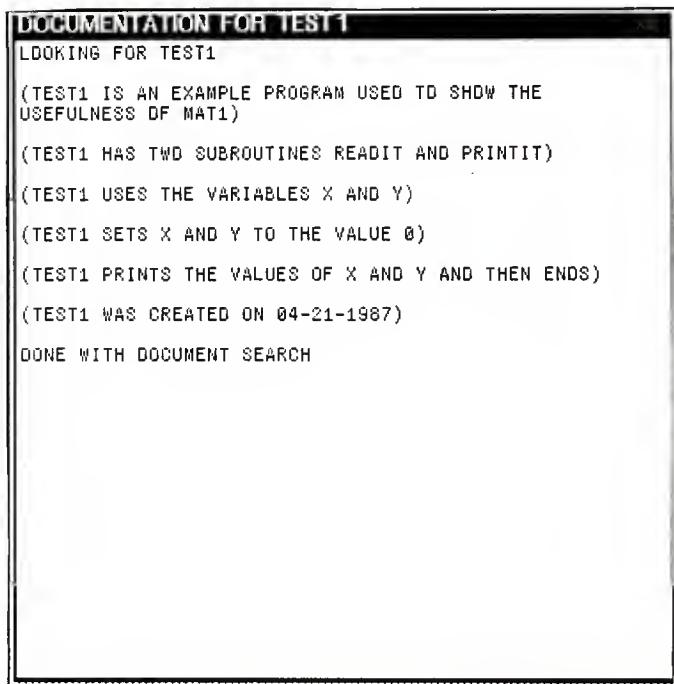 DOCUMENTATION FOR TEST1
LOOKING FOR TEST1
(TEST1 IS AN EXAMPLE PROGRAM USED TO SHOW THE
USEFULNESS OF MAT1)
(TEST1 HAS TWO SUBROUTINES READIT AND PRINTIT)
(TEST1 USES THE VARIABLES X AND Y)
(TEST1 SETS X AND Y TO THE VALUE 0)
(TEST1 PRINTS THE VALUES OF X AND Y AND THEN ENDS)
(TEST1 WAS CREATED ON 04-21-1987)
DONE WITH DOCUMENT SEARCH